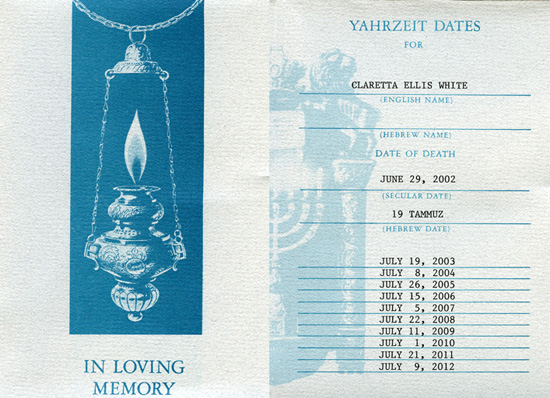 IN LOVING
MEMORY
YAHRZEIT DATES
FOR
CLARETTA ELLIS WHITE
(ENGLISH NAME)
(HEBREW NAME)
DATE OF DEATH
JUNE 29, 2002
(SECULAR DATE)
19 TAMMUZ
(HEBREW DATE)
JULY 19, 2003
JULY 8, 2004
JULY 26, 2005
JULY 15, 2006
JULY 5, 2007
JULY 22, 2008
JULY 11, 2009
JULY 1, 2010
JULY 21, 2011
JULY 9, 2012